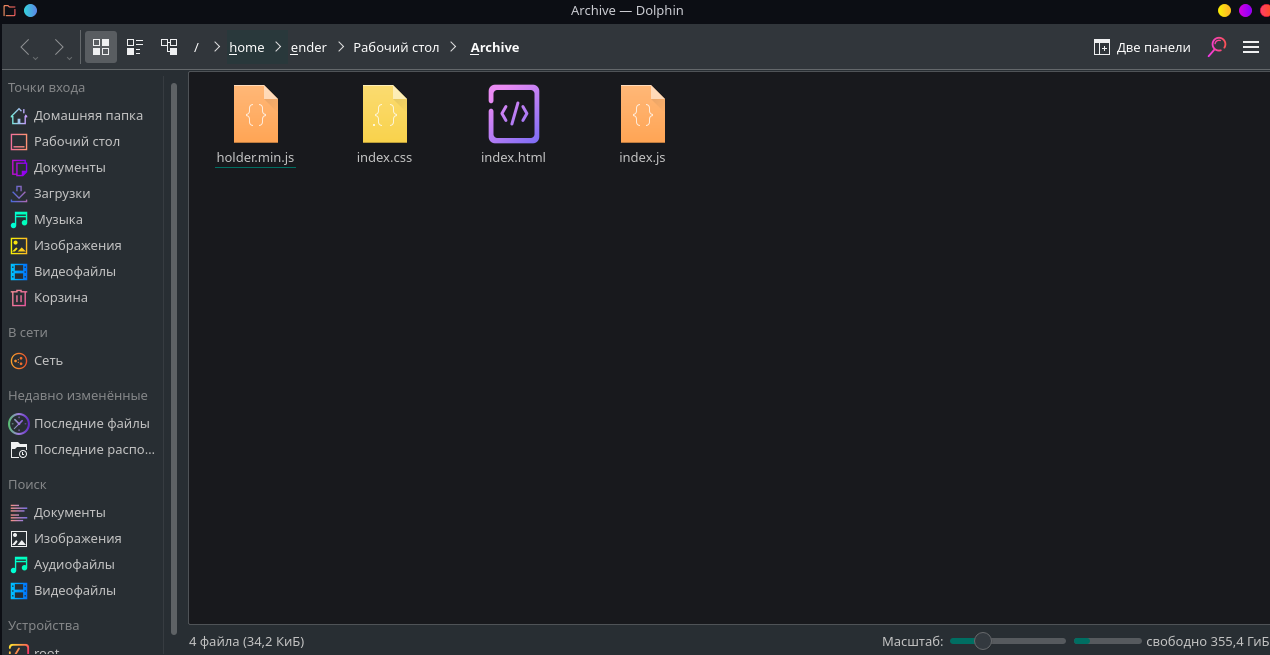 Archive — Dolphin
/ > home > ender > Рабочий стол > Archive
Две панели
Точки входа
Домашняя папка
Рабочий стол
Документы
Загрузки
Музыка
Изображения
Видеофайлы
Корзина
В сети
Сеть
Недавно изменённые
Последние файлы
Последние распо...
Поиск
Документы
Изображения
Аудиофайлы
Видеофайлы
Устройства
root
holder.min.js
index.css
index.html
index.js
4 файла (34,2 КиБ)
Масштаб:
свободно 355,4 ГиБ